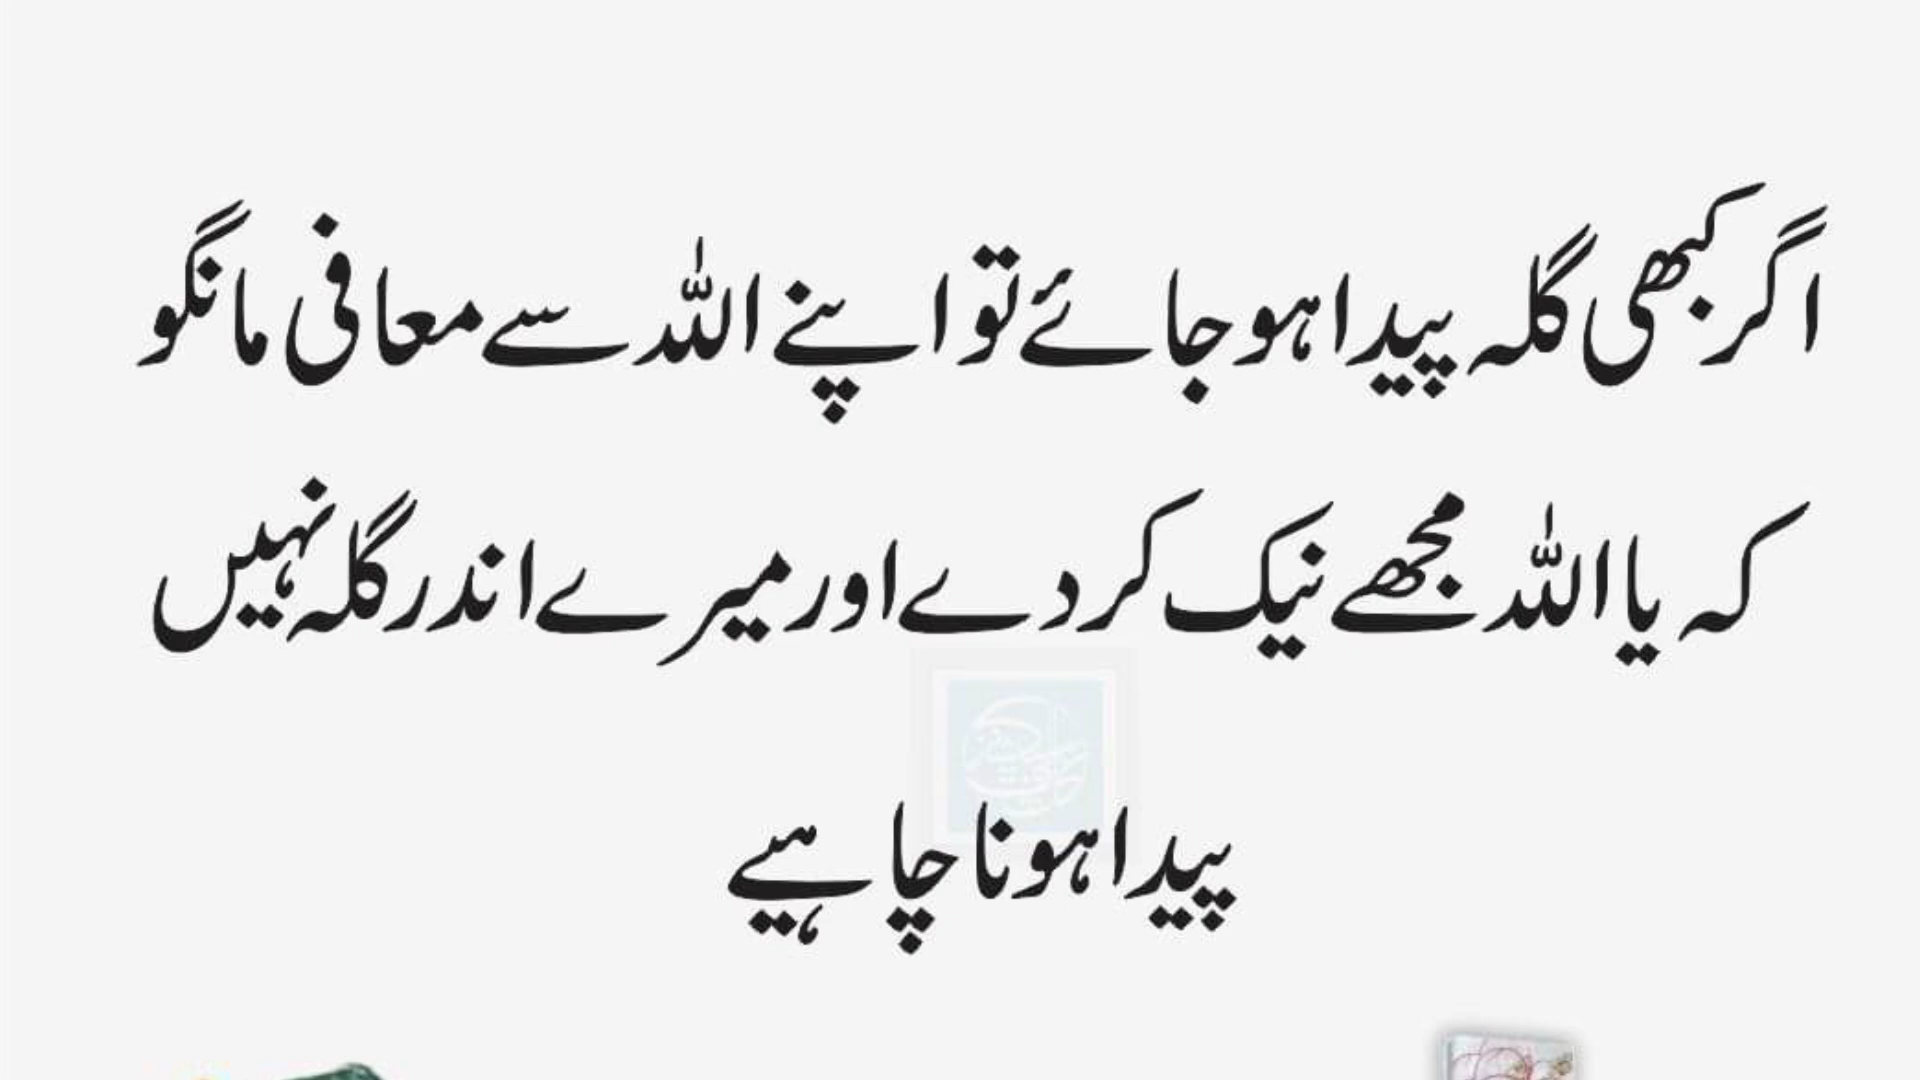 اگر کبھی گلہ پیدا ہو جائے تو اپنے اللہ سے معافی مانگو
کہ یا اللہ مجھے نیک کر دے اور میرے اندر گلہ نہیں
پیدا ہونا چاہیے